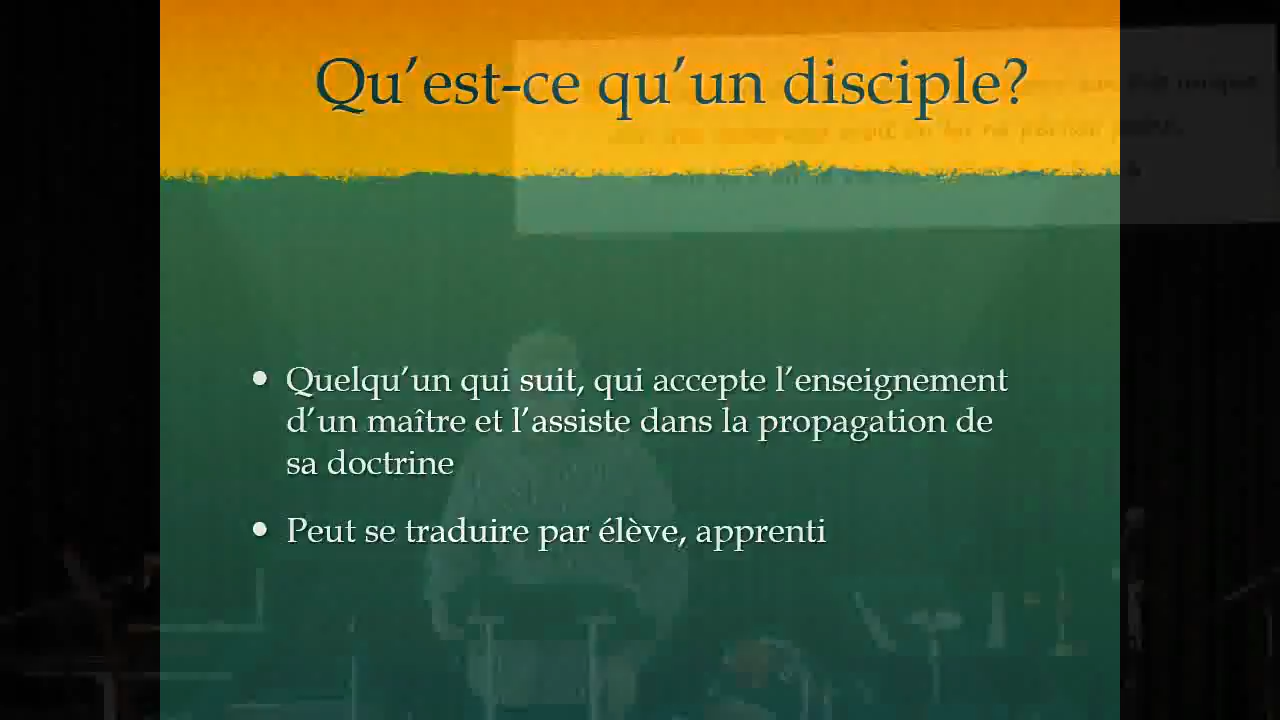 Qu’est-ce qu’un disciple?
• Quelqu’un qui suit, qui accepte l’enseignement
d’un maître et l’assiste dans la propagation de
sa doctrine
• Peut se traduire par élève, apprenti